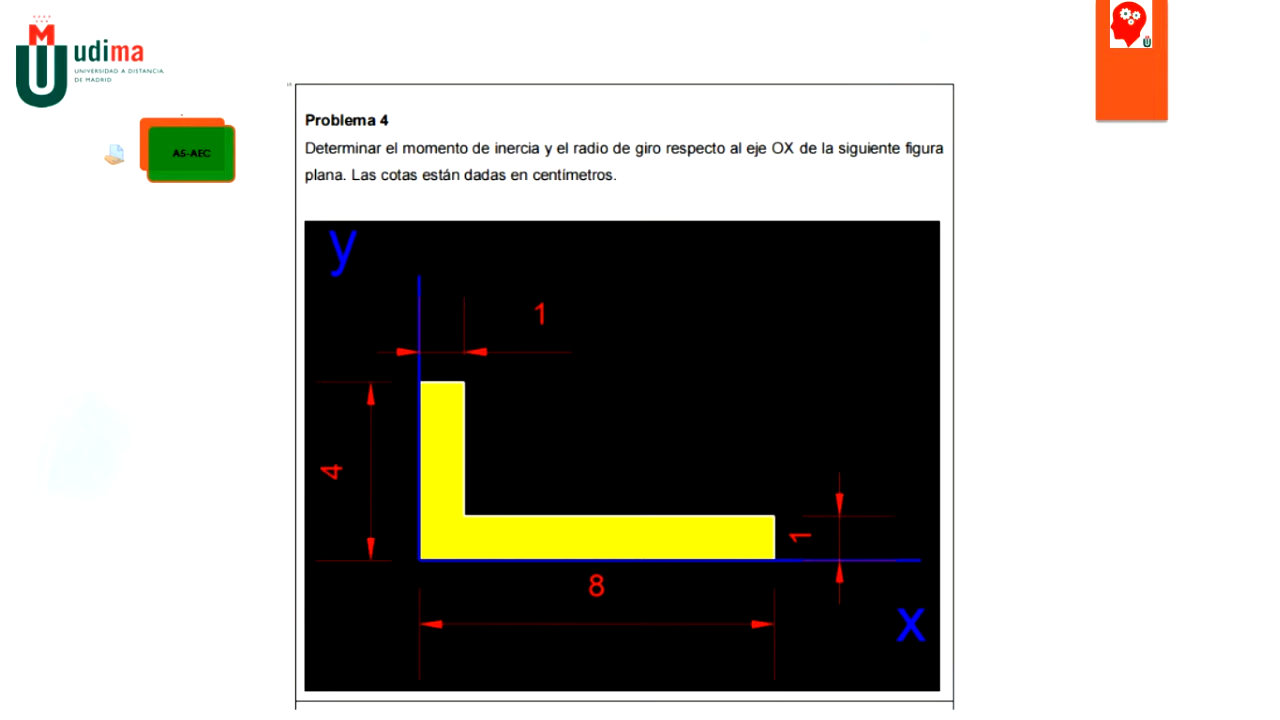 udima
UNIVERSIDAD A DISTANCIA
DE MADRID
A5-AEC
Problema 4
Determinar el momento de inercia y el radio de giro respecto al eje OX de la siguiente figura
plana. Las cotas están dadas en centímetros.
y
1
4
1
8
x